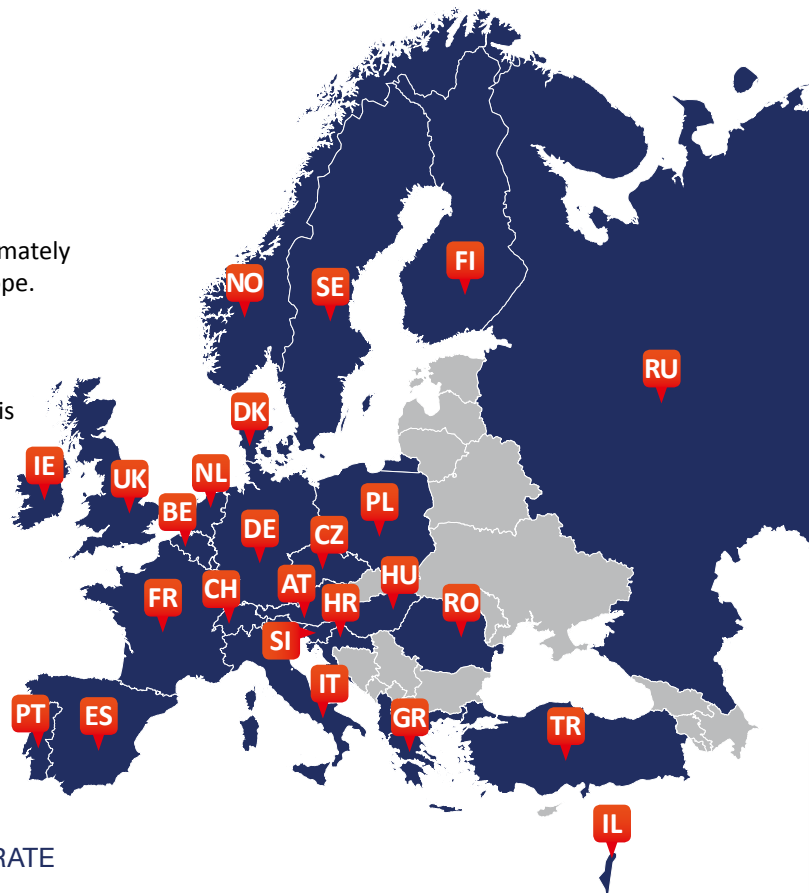 mately
ope.
FI
NO
SE
is
RU
DK
IE
UK
NL
PL
BE
DE
CZ
HU
AT
CH
FR
HR
RO
SI
IT
PT
ES
GR
TR
IL
RATE